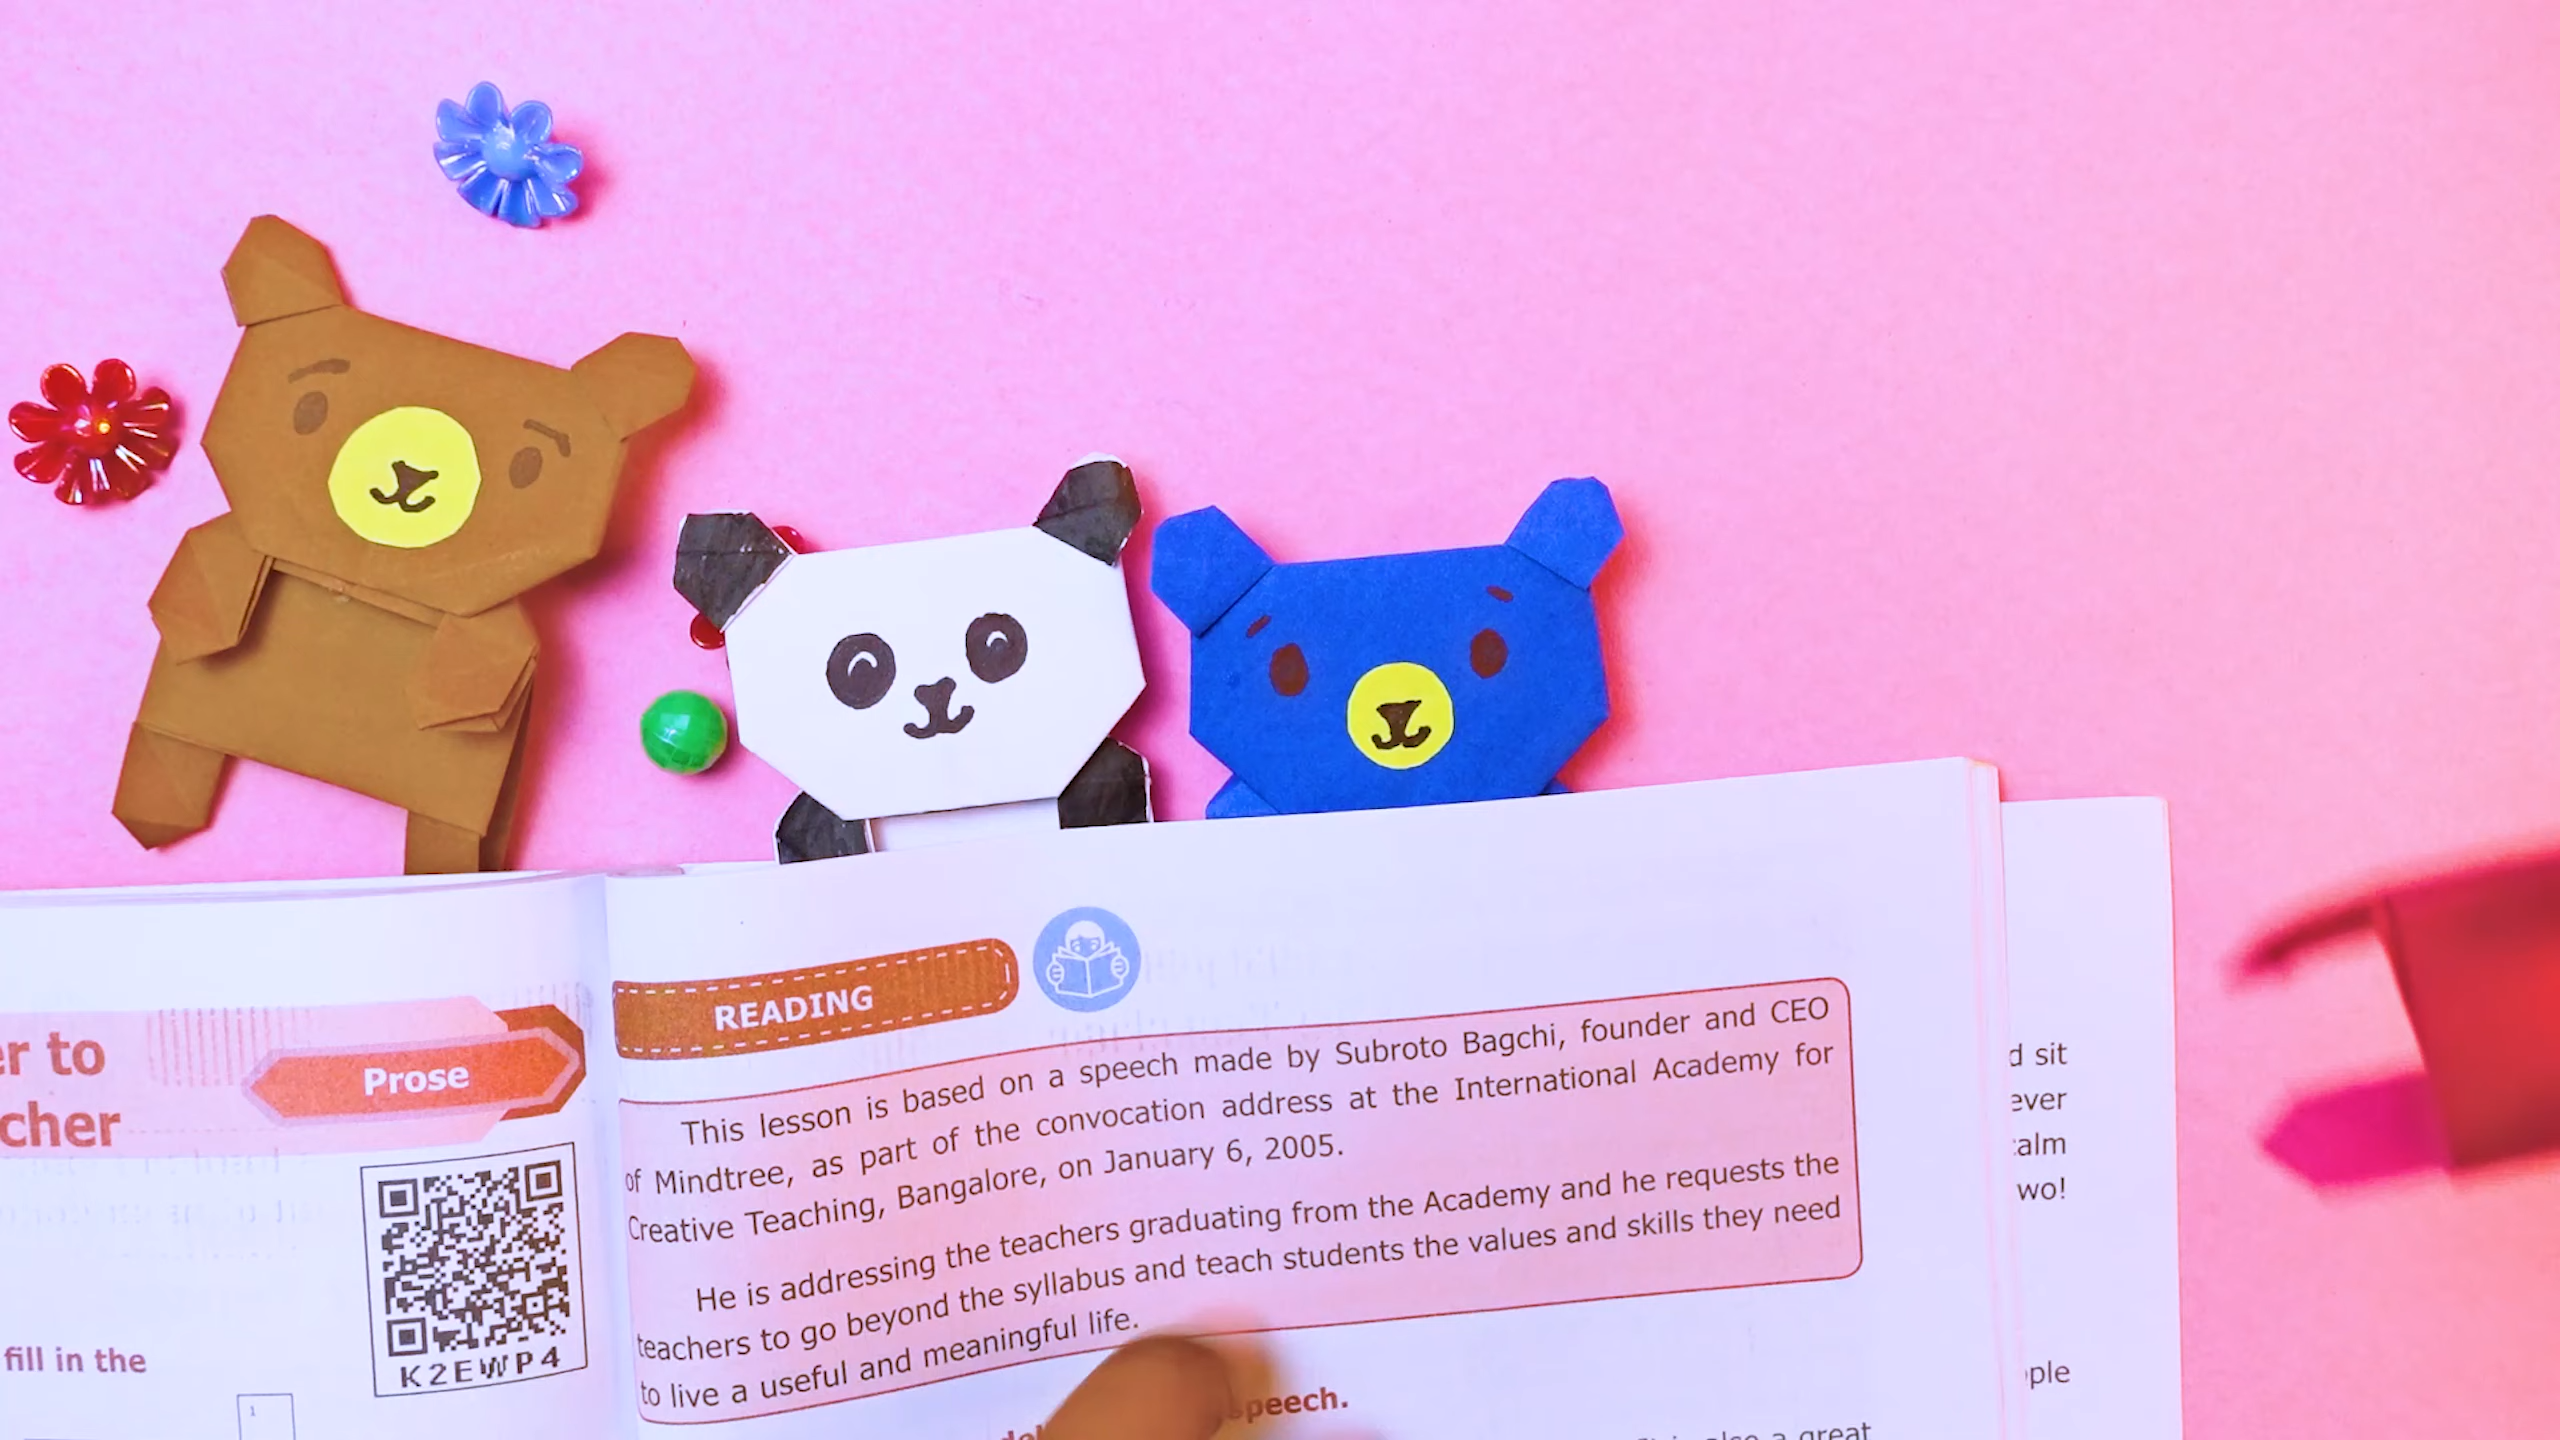 er to
cher
Prose
K2EWP4
fill in the
1
READING
This lesson is based on a speech made by Subroto Bagchi, founder and CEO
of Mindtree, as part of the convocation address at the International Academy for
Creative Teaching, Bangalore, on January 6, 2005.
He is addressing the teachers graduating from the Academy and he requests the
teachers to go beyond the syllabus and teach students the values and skills they need
to live a useful and meaningful life.
speech.
also a great
d sit
ever
calm
wo!
ple